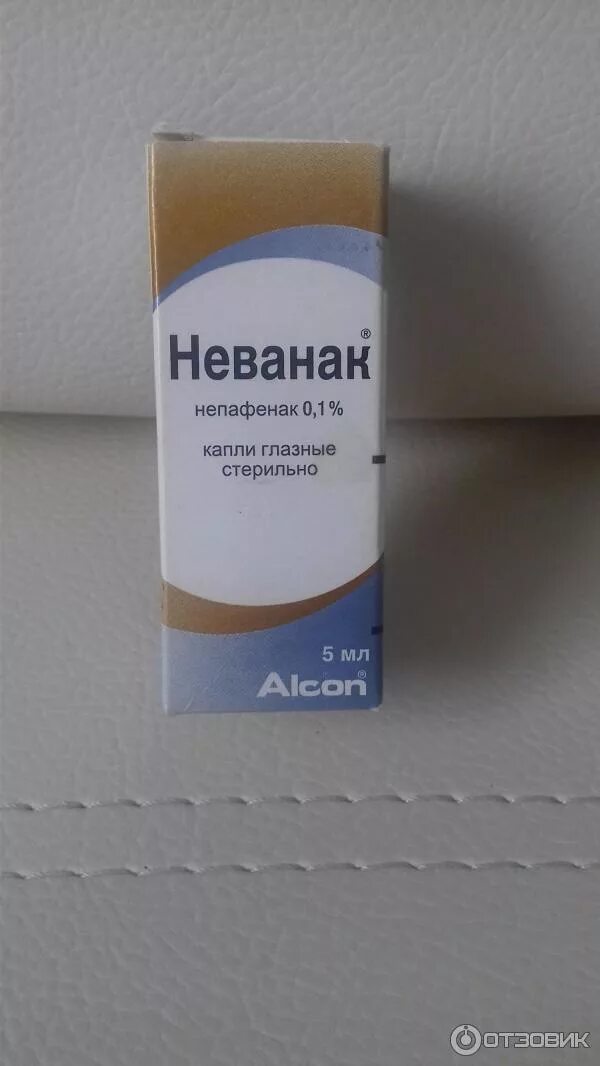 Неванак®
непафенак 0,1%
капли глазные
стерильно
5 мл
Alcon®
ОТЗОВИК